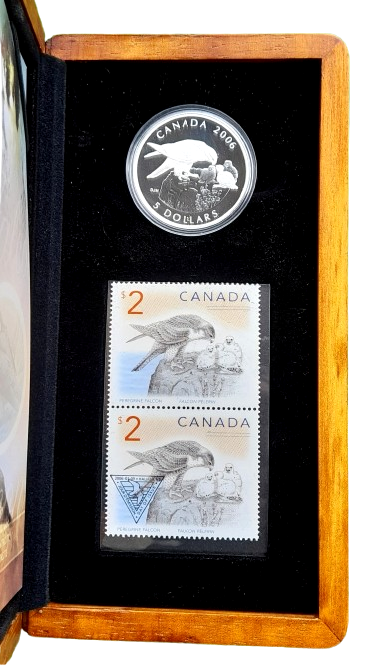 CANADA 2006
5 DOLLARS
$2 CANADA
PEREGRINE FALCON FAUCON PÈLERIN
$2 CANADA
PEREGRINE FALCON FAUCON PÈLERIN